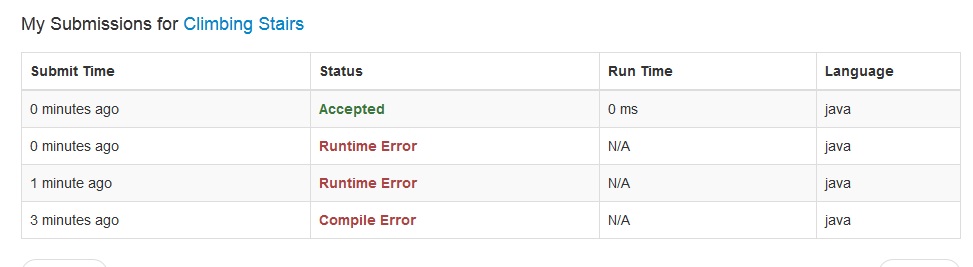 My Submissions for Climbing Stairs
Submit Time Status Run Time Language
0 minutes ago Accepted 0 ms java
0 minutes ago Runtime Error N/A java
1 minute ago Runtime Error N/A java
3 minutes ago Compile Error N/A java